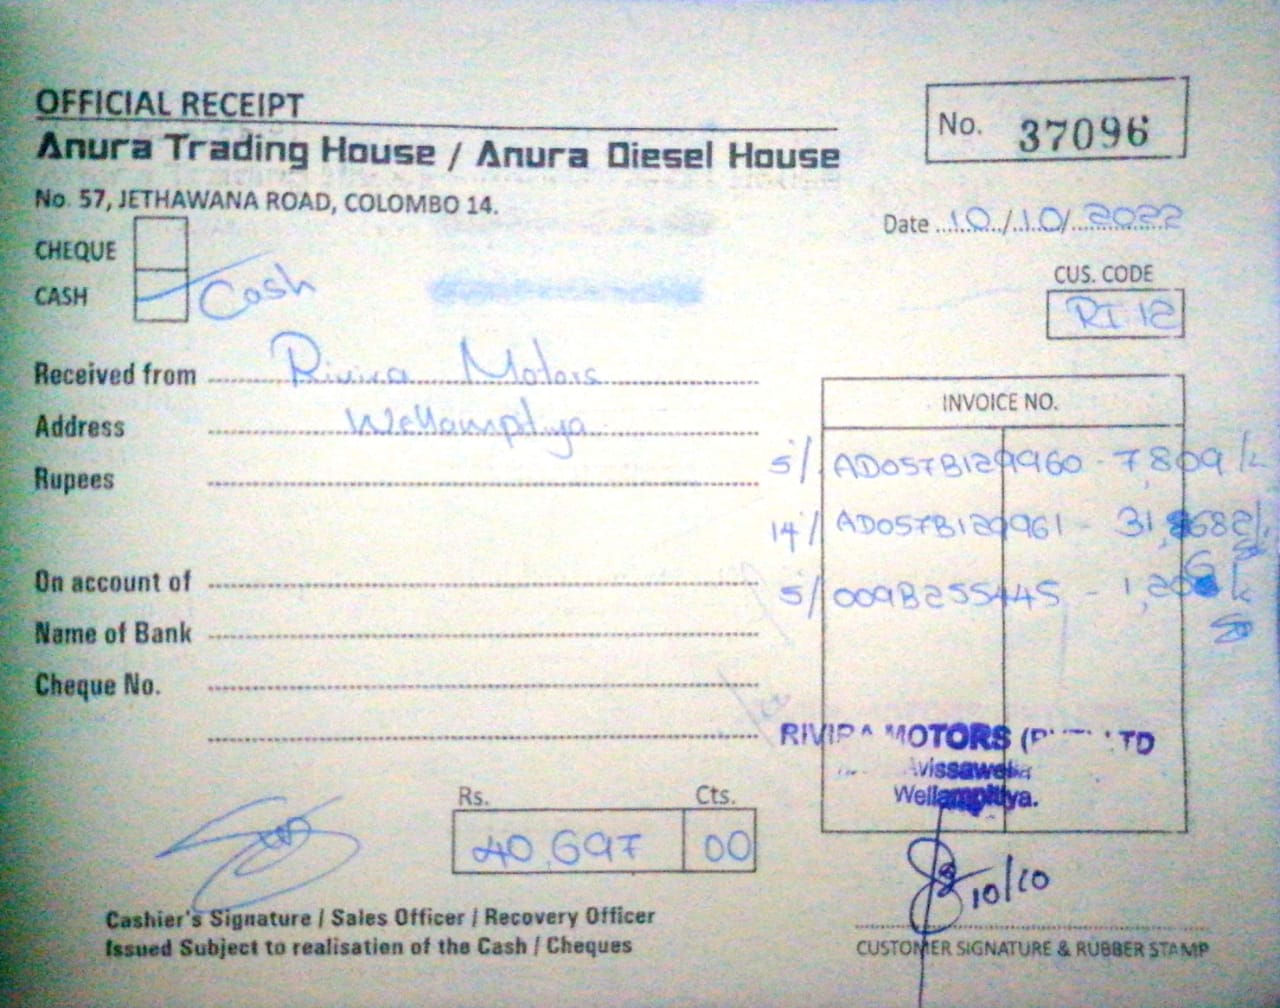 OFFICIAL RECEIPT
Anura Trading House / Anura Diesel House
No. 57, JETHAWANA ROAD, COLOMBO 14.
No. 37096
Date 10/10/2022
CHEQUE
CASH Cash
CUS. CODE
RI 12
Received from Rivira Motors
Address Wellampitiya
Rupees
On account of
Name of Bank
Cheque No.
INVOICE NO.
5/. AD057B129960 - 7,809/-
14/. AD057B129961 - 31,682/-
5/. 009B255445 - 1,206/-
RIVIRA MOTORS LTD
Avissawella
Wellampitiya.
Rs. Cts.
40,697 00
10/10
Cashier's Signature / Sales Officer / Recovery Officer
Issued Subject to realisation of the Cash / Cheques
CUSTOMER SIGNATURE & RUBBER STAMP